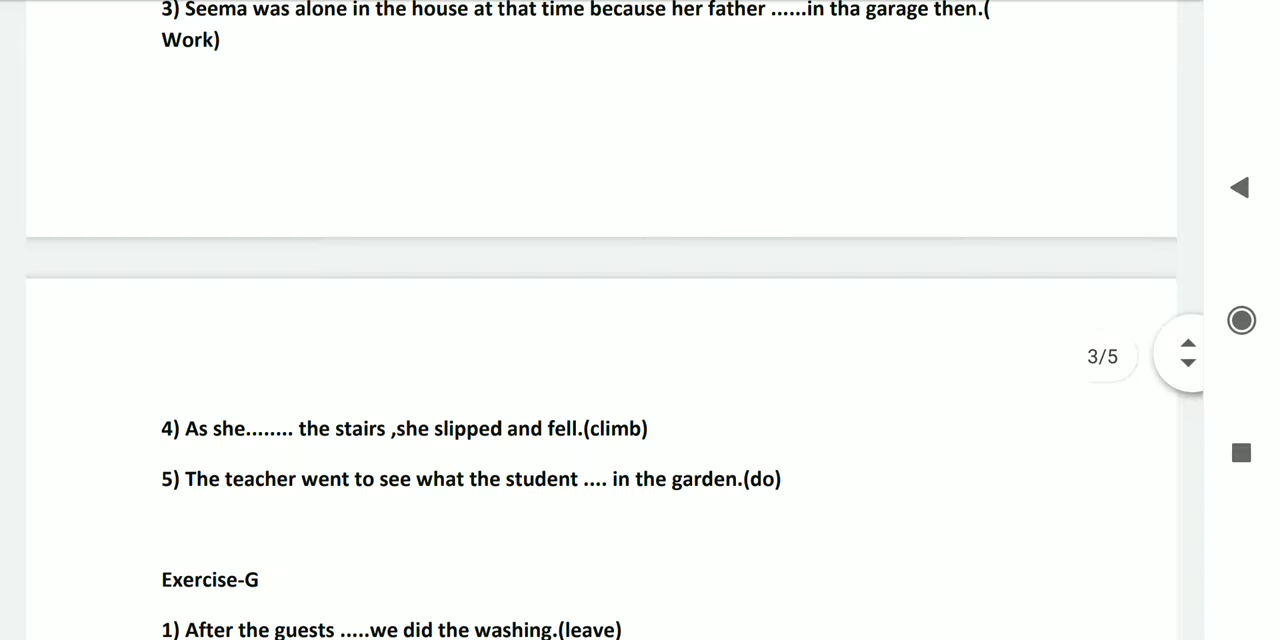 3) Seema was alone in the house at that time because her father ......in tha garage then.(
Work)
3/5
4) As she........ the stairs ,she slipped and fell.(climb)
5) The teacher went to see what the student .... in the garden.(do)
Exercise-G
1) After the guests .....we did the washing.(leave)